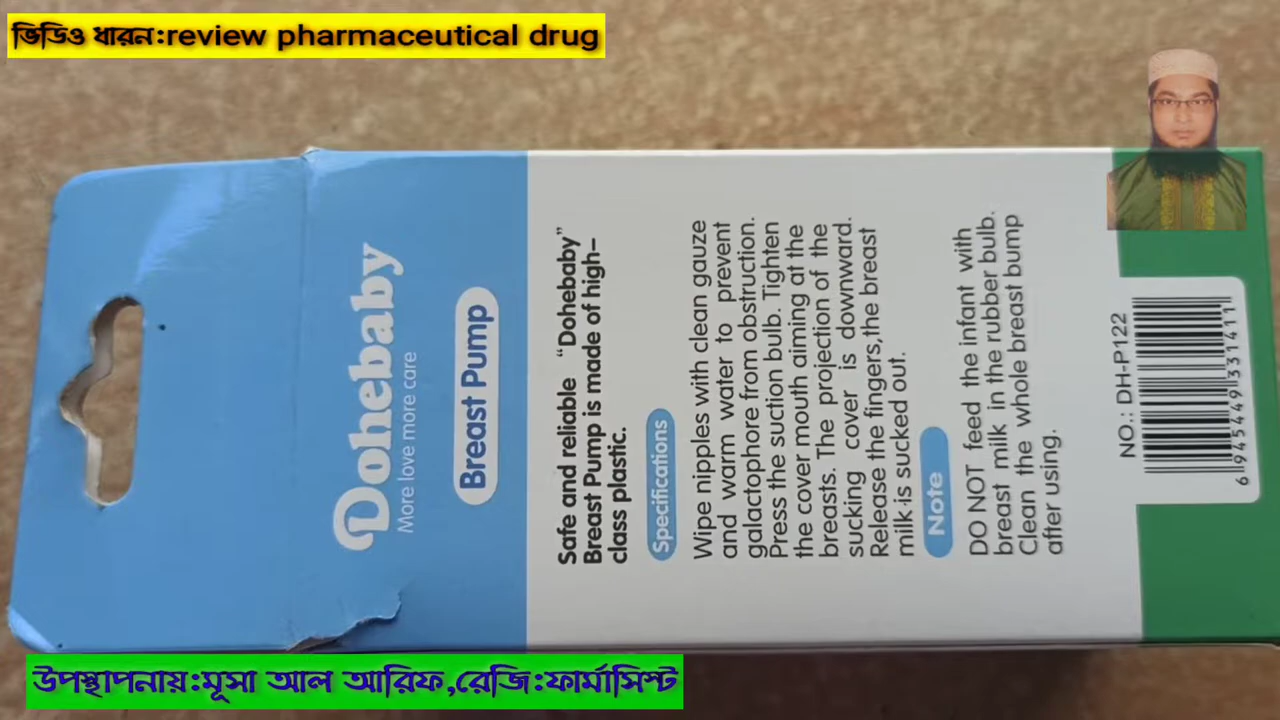 ভিডিও ধারন:review pharmaceutical drug
Dohebaby
More love more care
Breast Pump
Safe and reliable “Dohebaby”
Breast Pump is made of high–
class plastic.
Specifications
Wipe nipples with clean gauze
and warm water to prevent
galactophore from obstruction.
Press the suction bulb. Tighten
the cover mouth aiming at the
breasts. The projection of the
sucking cover is downward.
Release the fingers,the breast
milk is sucked out.
Note
DO NOT feed the infant with
breast milk in the rubber bulb.
Clean the whole breast bump
after using.
NO.: DH-P122
6 945449 331411
উপস্থাপনায়:মূসা আল আরিফ,রেজি:ফার্মাসিস্ট